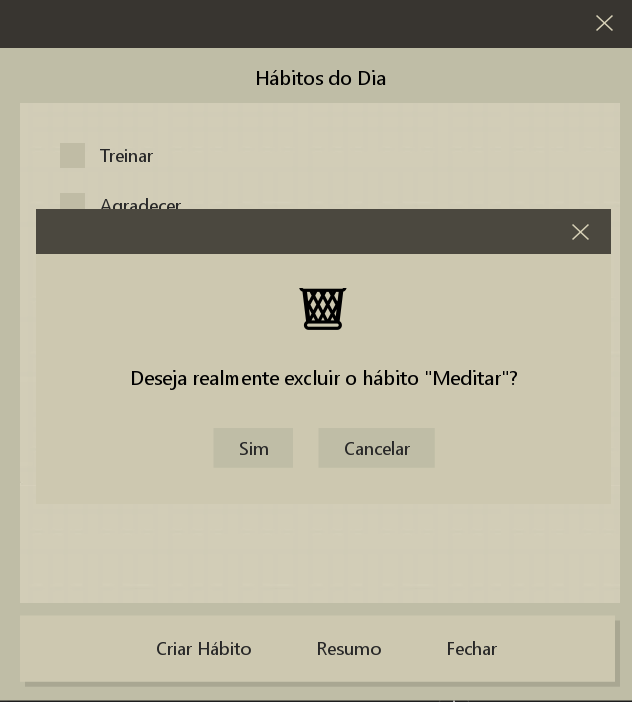 Hábitos do Dia
Treinar
Agradecer
Deseja realmente excluir o hábito "Meditar"?
Sim
Cancelar
Criar Hábito
Resumo
Fechar